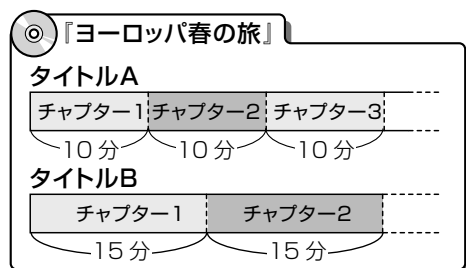 『ヨーロッパ春の旅』
タイトルA
チャプター1 チャプター2 チャプター3
10分 10分 10分
タイトルB
チャプター1 チャプター2
15分 15分